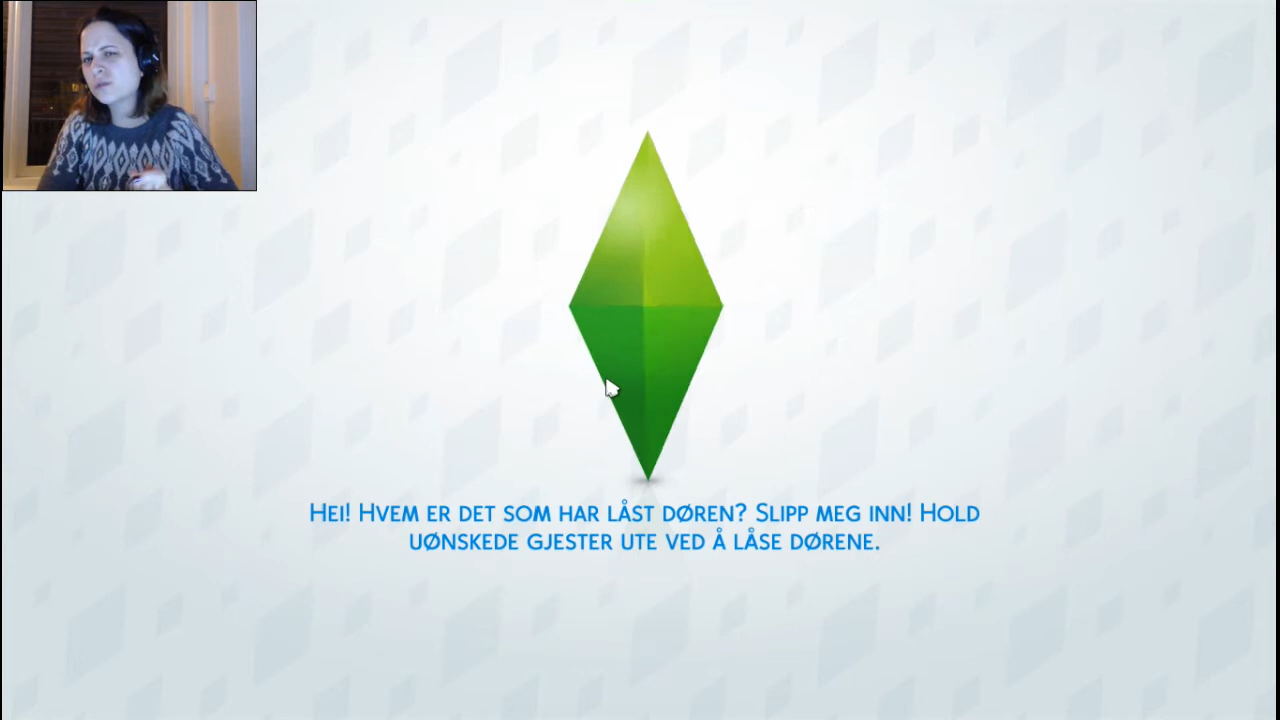 Hei! Hvem er det som har låst døren? Slipp meg inn! Hold
uønskede gjester ute ved å låse dørene.